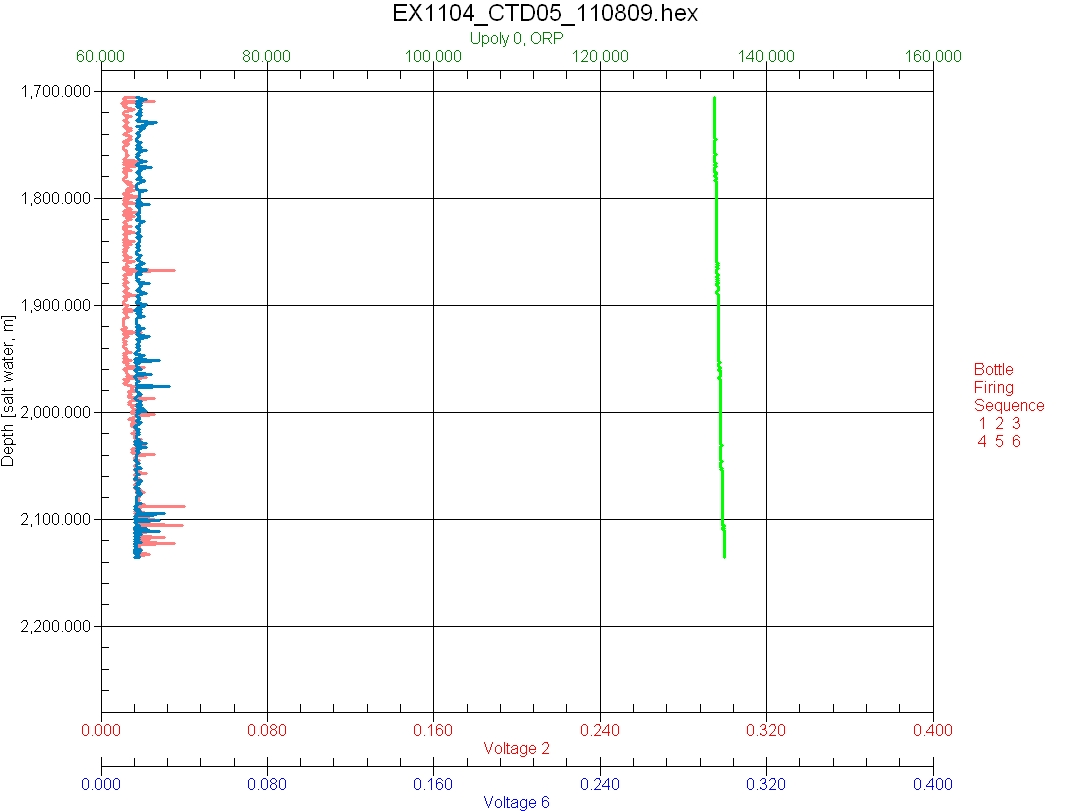 EX1104_CTD05_110809.hex
Upoly 0, ORP
60.000 80.000 100.000 120.000 140.000 160.000
1,700.000
1,800.000
1,900.000
2,000.000
2,100.000
2,200.000
Depth [salt water, m]
Bottle
Firing
Sequence
1 2 3
4 5 6
0.000 0.080 0.160 0.240 0.320 0.400
Voltage 2
0.000 0.080 0.160 0.240 0.320 0.400
Voltage 6